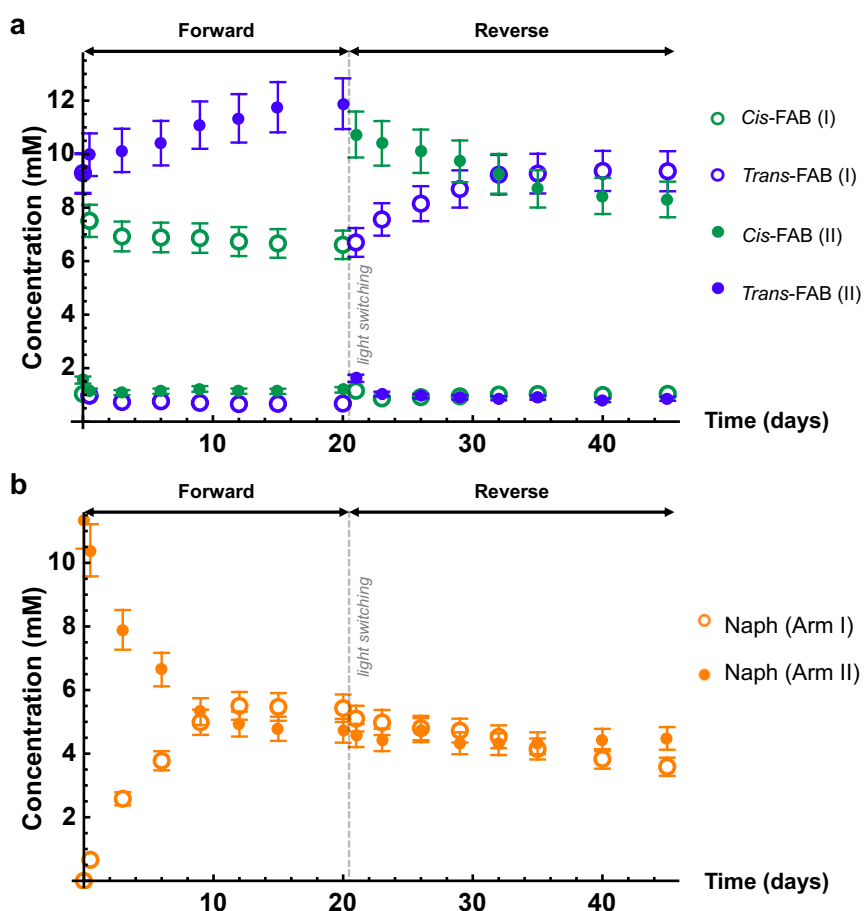 a
Forward
Reverse
Concentration (mM)
12
10
8
6
4
2
light switching
10
20
30
40
Time (days)
Cis-FAB (I)
Trans-FAB (I)
Cis-FAB (II)
Trans-FAB (II)
b
Forward
Reverse
Concentration (mM)
10
8
6
4
2
light switching
10
20
30
40
Time (days)
Naph (Arm I)
Naph (Arm II)